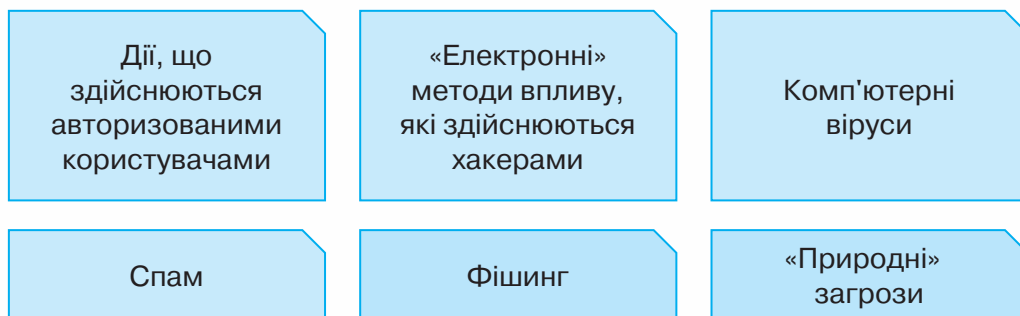 Дії, що
здійснюються
авторизованими
користувачами
«Електронні»
методи впливу,
які здійснюються
хакерами
Комп'ютерні
віруси
Спам
Фішинг
«Природні»
загрози